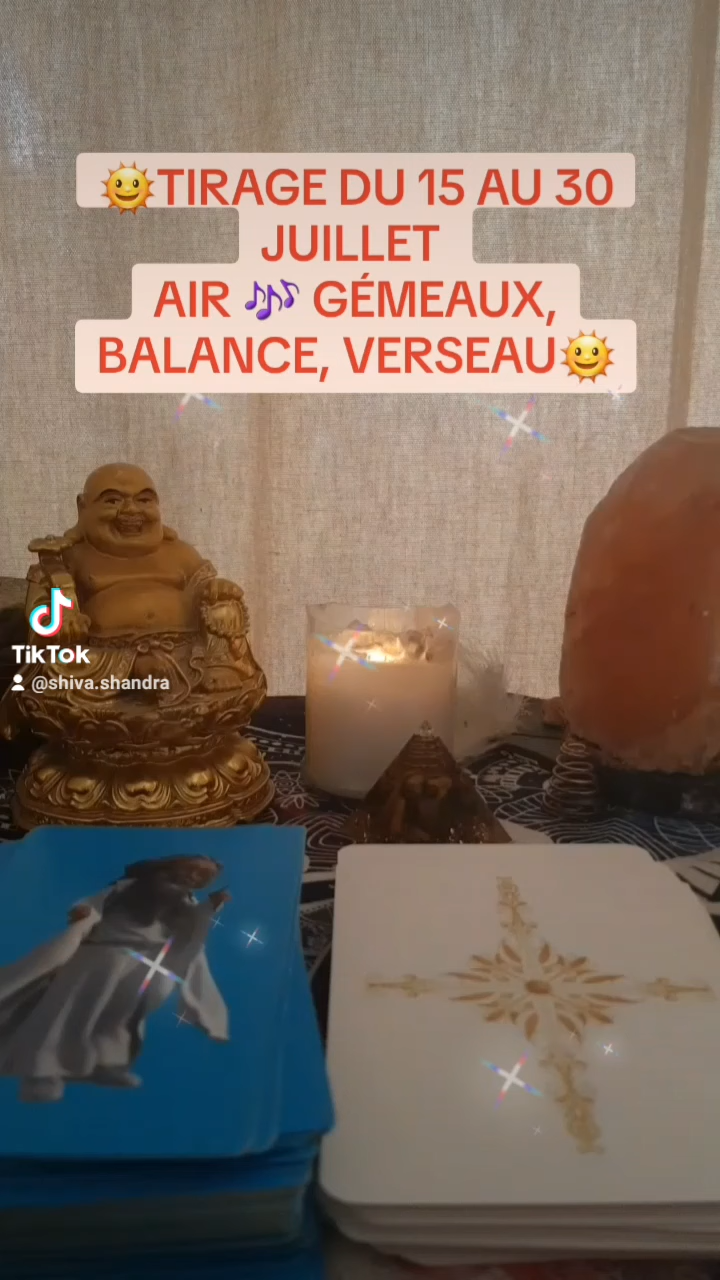 🌞TIRAGE DU 15 AU 30
JUILLET
AIR 🎶 GÉMEAUX,
BALANCE, VERSEAU🌞
TikTok
@shiva.shandra